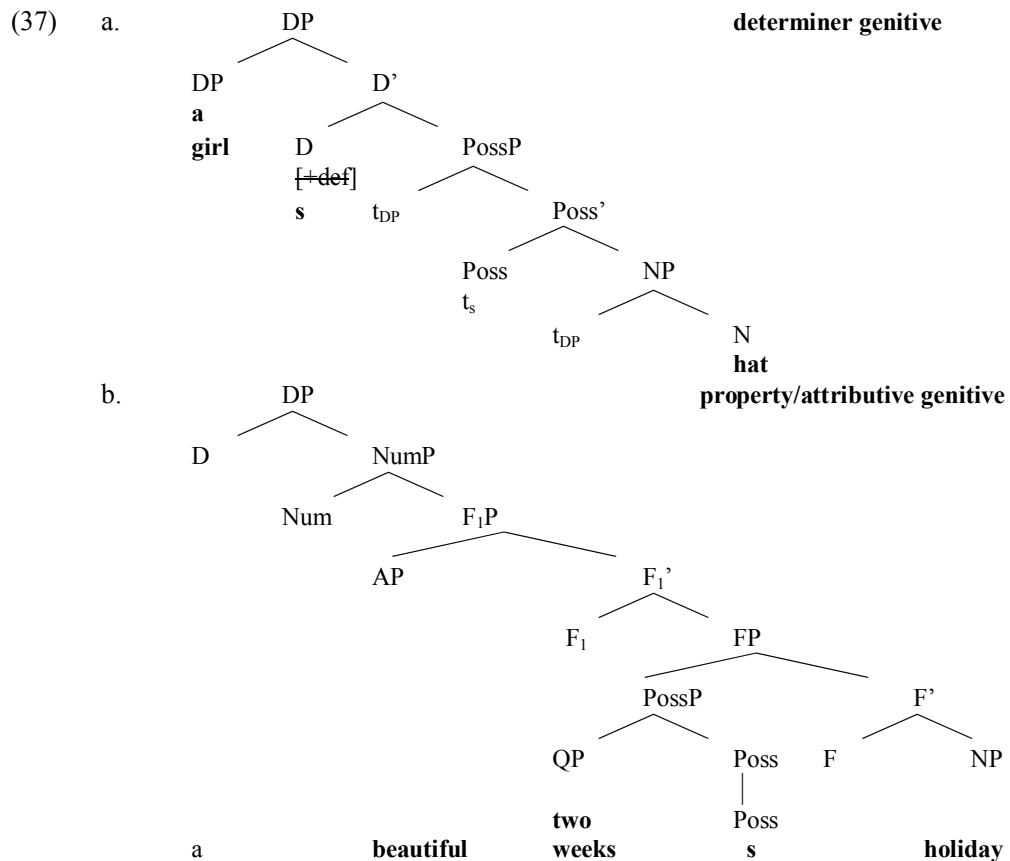 (37) a. DP determiner genitive
DP D’
a
girl D PossP
[+def]
s t_DP Poss’
Poss NP
t_s
t_DP N
hat
b. DP property/attributive genitive
D NumP
Num F₁P
AP F₁’
F₁ FP
PossP F’
QP Poss F NP
two Poss
a beautiful weeks s holiday